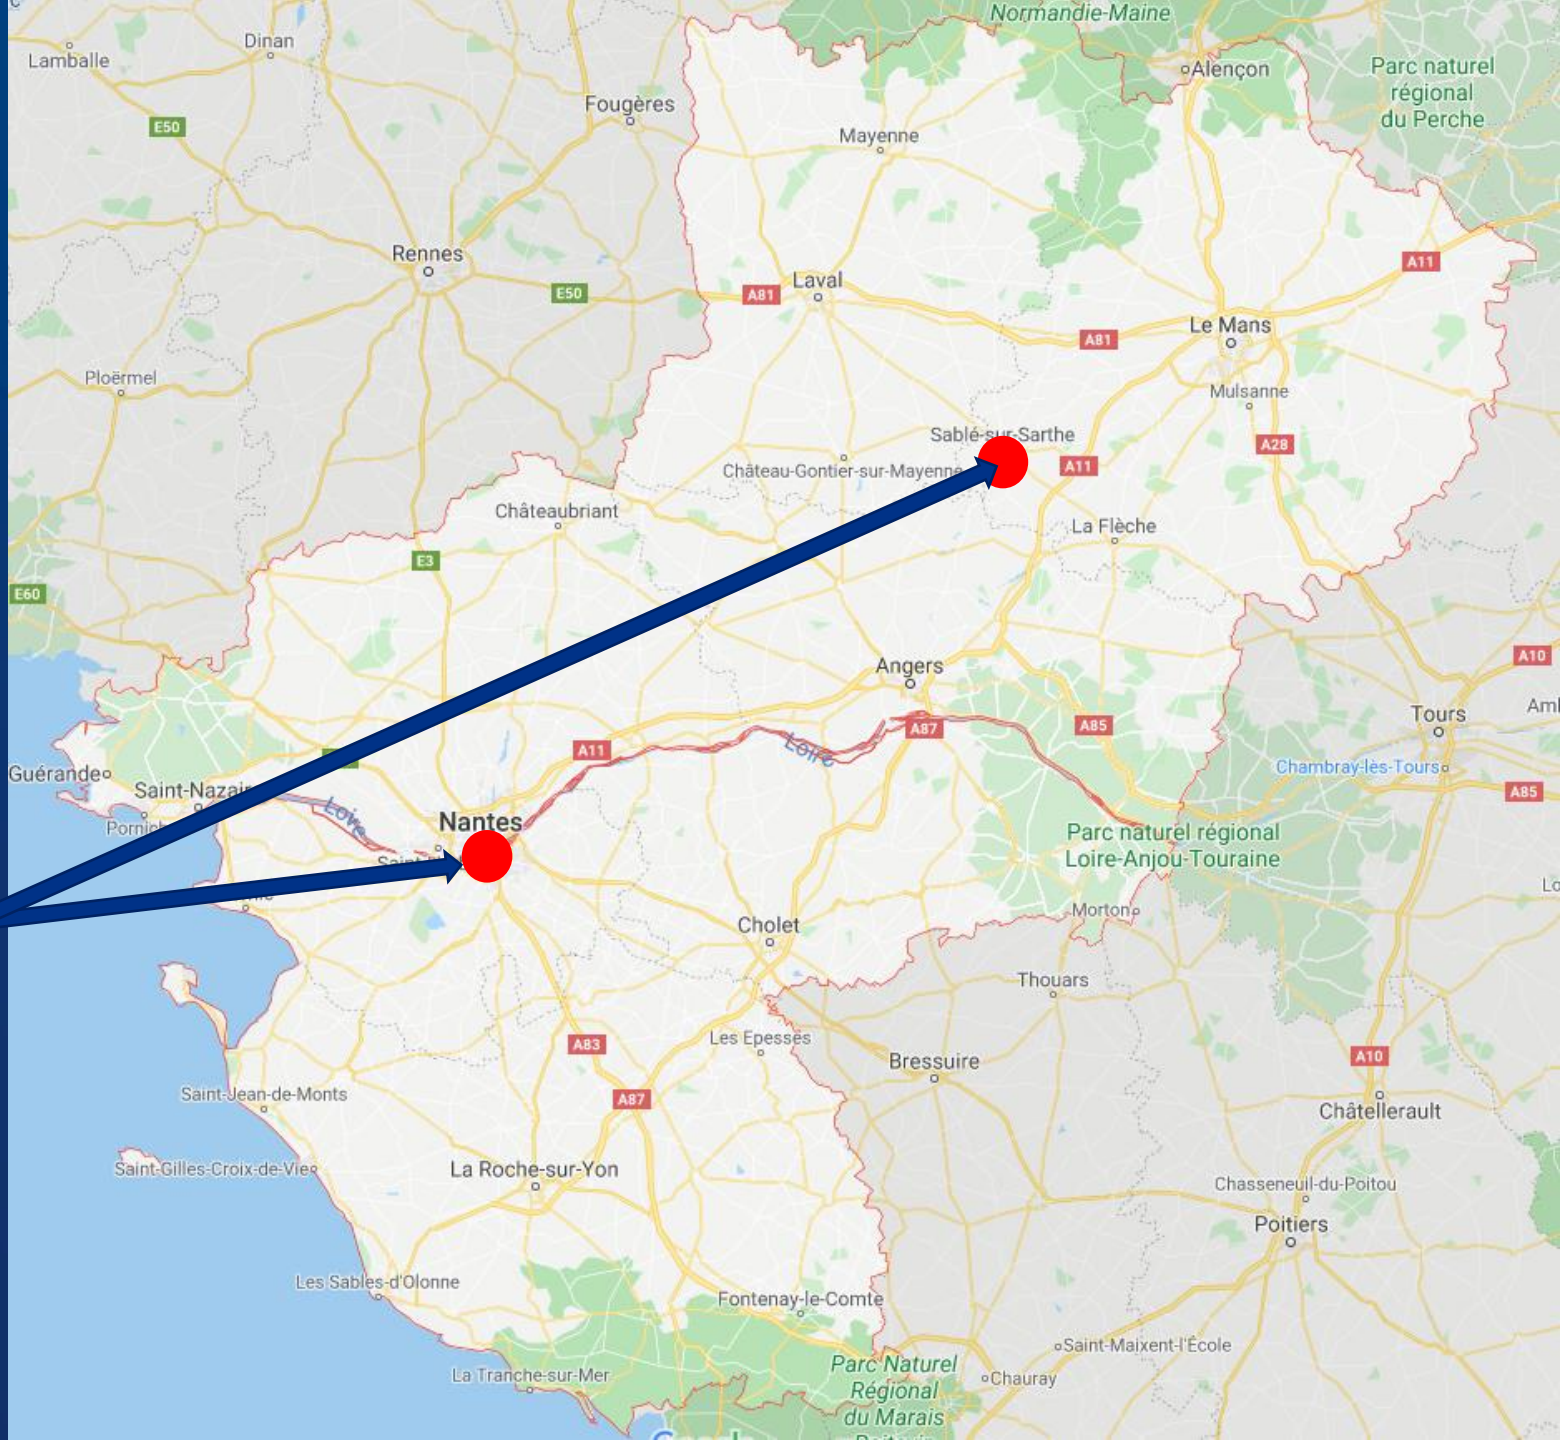 Normandie-Maine
Dinan
Lamballe
Alençon
Parc naturel
régional
du Perche
Fougères
E50
Mayenne
Rennes
A11
Laval
E50
A81
Le Mans
A81
Ploërmel
Mulsanne
Sablé-sur-Sarthe
A28
Château-Gontier-sur-Mayenne
A11
Châteaubriant
La Flèche
E3
E60
A10
Angers
Tours
A85
A87
A11
Loire
Guérande
Chambray-lès-Tours
Saint-Nazair
A85
Loire
Nantes
Parc naturel régional
Loire-Anjou-Touraine
Morton
Cholet
Thouars
A83
Les Epesses
A10
Bressuire
Saint-Jean-de-Monts
A87
Châtellerault
Saint-Gilles-Croix-de-Vie
La Roche-sur-Yon
Chasseneuil-du-Poitou
Poitiers
Les Sables-d'Olonne
Fontenay-le-Comte
Saint-Maixent-l'École
Parc Naturel
Régional
du Marais
La Tranche-sur-Mer
Chauray